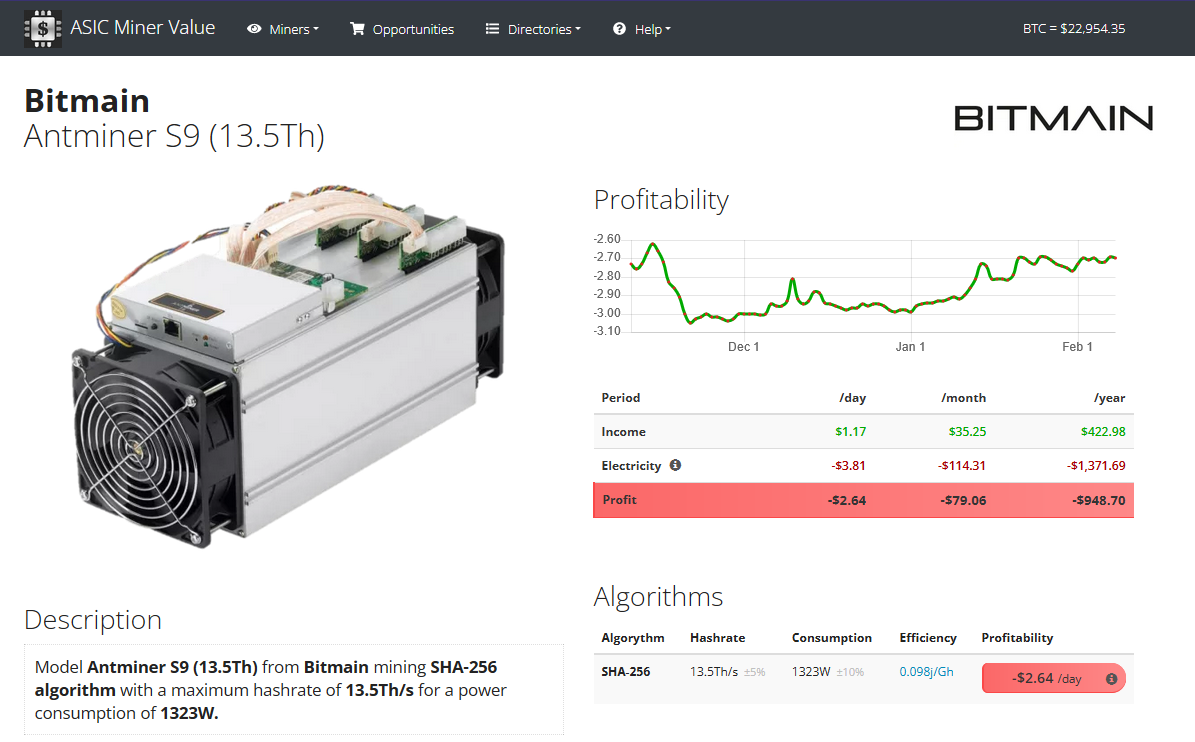 ASIC Miner Value
Miners
Opportunities
Directories
Help
BTC = $22,954.35
Bitmain
Antminer S9 (13.5Th)
BITMAIN
Profitability
-2.60
-2.70
-2.80
-2.90
-3.00
-3.10
Dec 1 Jan 1 Feb 1
Period /day /month /year
Income $1.17 $35.25 $422.98
Electricity -$3.81 -$114.31 -$1,371.69
Profit -$2.64 -$79.06 -$948.70
Description
Model Antminer S9 (13.5Th) from Bitmain mining SHA-256
algorithm with a maximum hashrate of 13.5Th/s for a power
consumption of 1323W.
Algorithms
Algorythm Hashrate Consumption Efficiency Profitability
SHA-256 13.5Th/s ±5% 1323W ±10% 0.098j/Gh -$2.64 /day